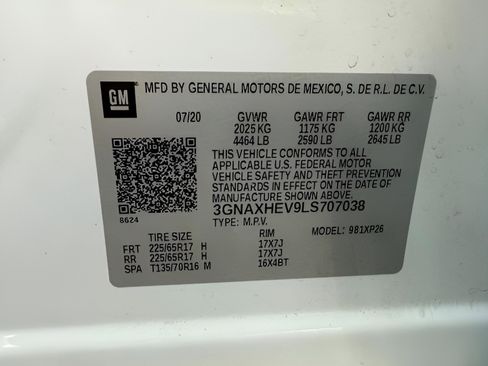 GM MFD BY GENERAL MOTORS DE MEXICO, S. DE R.L. DE C.V.
07/20 GVWR GAWR FRT GAWR RR
2025 KG 1175 KG 1200 KG
4464 LB 2590 LB 2645 LB
THIS VEHICLE CONFORMS TO ALL
APPLICABLE U.S. FEDERAL MOTOR
VEHICLE SAFETY AND THEFT PREVENTION
STANDARDS IN EFFECT ON THE DATE
OF MANUFACTURE SHOWN ABOVE.
3GNAXHEV9LS707038
8624
TYPE: M.P.V.
TIRE SIZE RIM MODEL: 981XP26
FRT 225/65R17 H 17X7J
RR 225/65R17 H 17X7J
SPA T135/70R16 M 16X4BT